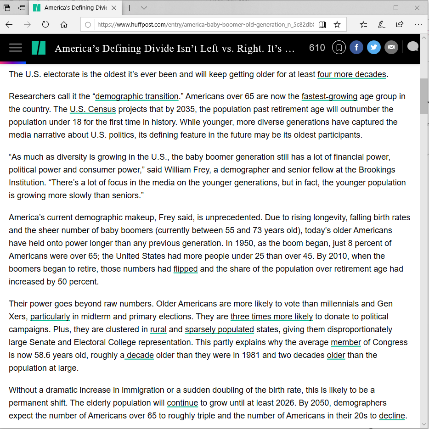 America's Defini
https://www.huffpost.com/entry/america-baby-boomer-old-generation_n_5c82db
America's Defining Divide Isn't Left vs. Right. It's ...
610
The U.S. electorate is the oldest it's ever been and will keep getting older for at least four more decades.
Researchers call it the "demographic transition." Americans over 65 are now the fastest-growing age group in
the country. The U.S. Census projects that by 2035, the population past retirement age will outnumber the
population under 18 for the first time in history. While younger, more diverse generations have captured the
media narrative about U.S. politics, its defining feature in the future may be its oldest participants.
"As much as diversity is growing in the U.S., the baby boomer generation still has a lot of financial power,
political power and consumer power," said William Frey, a demographer and senior fellow at the Brookings
Institution. "There's a lot of focus in the media on the younger generations, but in fact, the younger population
is growing more slowly than seniors."
America's current demographic makeup, Frey said, is unprecedented. Due to rising longevity, falling birth rates
and the sheer number of baby boomers (currently between 55 and 73 years old), today's older Americans
have held onto power longer than any previous generation. In 1950, as the boom began, just 8 percent of
Americans were over 65; the United States had more people under 25 than over 45. By 2010, when the
boomers began to retire, those numbers had flipped and the share of the population over retirement age had
increased by 50 percent.
Their power goes beyond raw numbers. Older Americans are more likely to vote than millennials and Gen
Xers, particularly in midterm and primary elections. They are three times more likely to donate to political
campaigns. Plus, they are clustered in rural and sparsely populated states, giving them disproportionately
large Senate and Electoral College representation. This partly explains why the average member of Congress
is now 58.6 years old, roughly a decade older than they were in 1981 and two decades older than the
population at large.
Without a dramatic increase in immigration or a sudden doubling of the birth rate, this is likely to be a
permanent shift. The elderly population will continue to grow until at least 2026. By 2050, demographers
expect the number of Americans over 65 to roughly triple and the number of Americans in their 20s to decline.